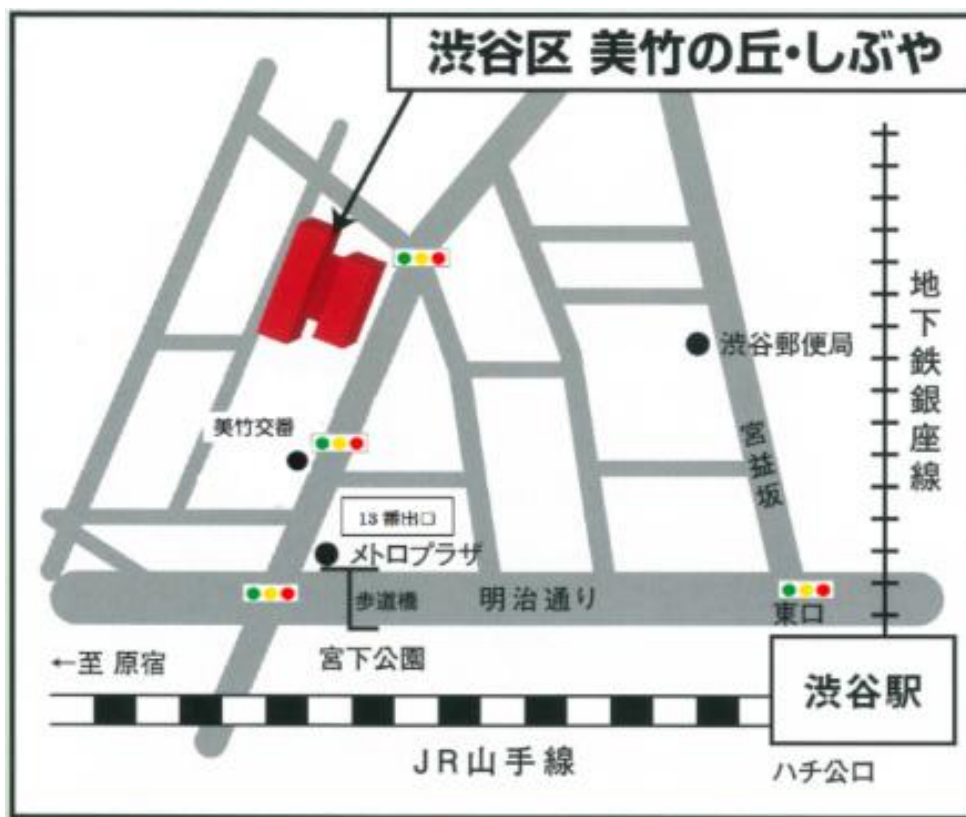 渋谷区 美竹の丘・しぶや
地下鉄銀座線
渋谷郵便局
美竹交番
宮益坂
13番出口
メトロプラザ
歩道橋
明治通り
東口
←至 原宿
宮下公園
渋谷駅
JR山手線
ハチ公口